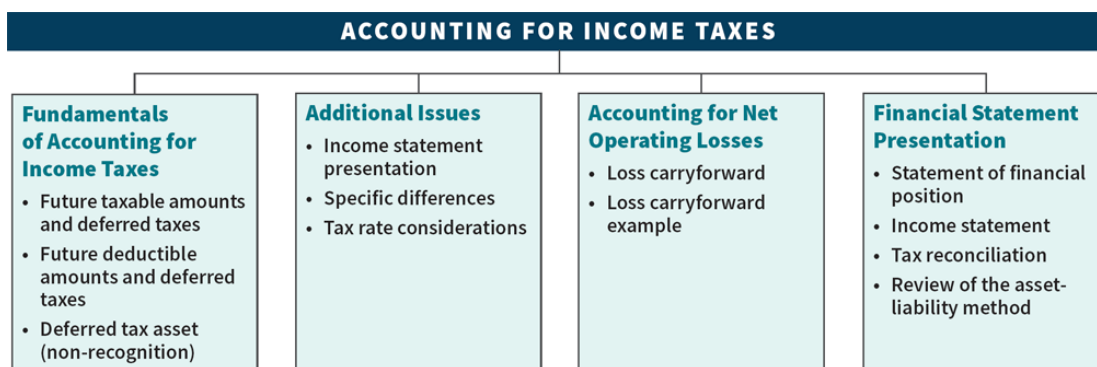 ACCOUNTING FOR INCOME TAXES
Fundamentals
of Accounting for
Income Taxes
• Future taxable amounts
and deferred taxes
• Future deductible
amounts and deferred
taxes
• Deferred tax asset
(non-recognition)
Additional Issues
• Income statement
presentation
• Specific differences
• Tax rate considerations
Accounting for Net
Operating Losses
• Loss carryforward
• Loss carryforward
example
Financial Statement
Presentation
• Statement of financial
position
• Income statement
• Tax reconciliation
• Review of the asset-
liability method